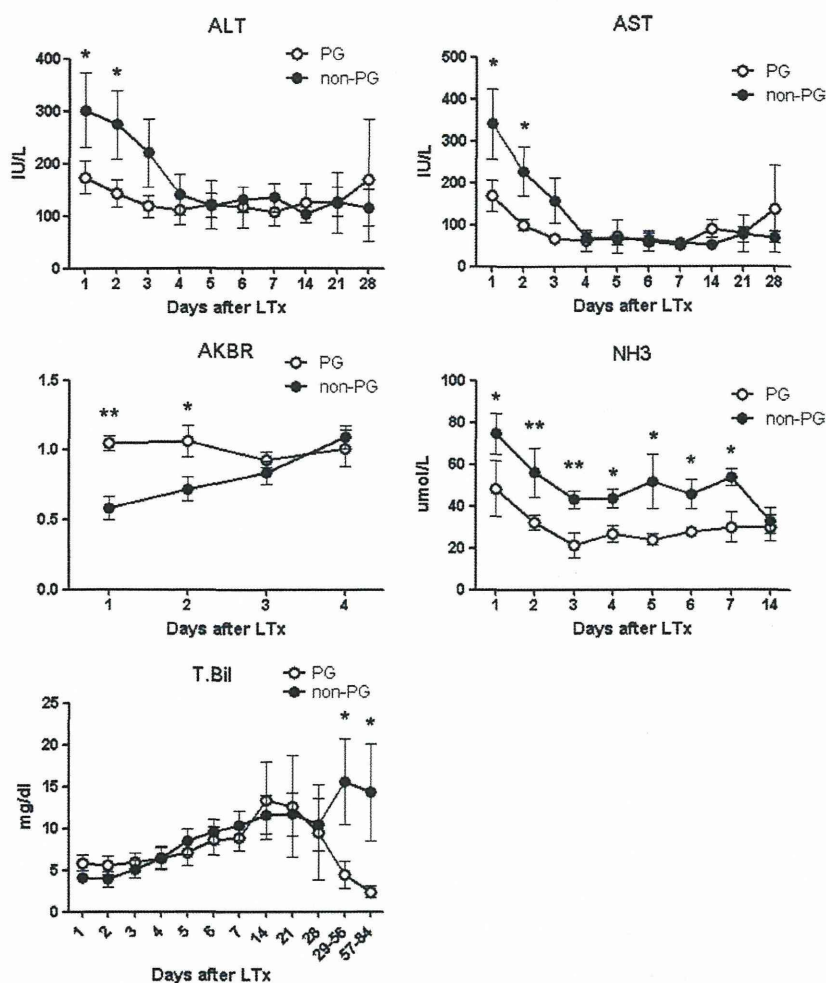 ALT
PG
non-PG
* *
IU/L
400
300
200
100
0
1 2 3 4 5 6 7 14 21 28
Days after LTx
AST
PG
non-PG
* *
IU/L
500
400
300
200
100
0
1 2 3 4 5 6 7 14 21 28
Days after LTx
AKBR
PG
non-PG
** *
1.5
1.0
0.5
0.0
1 2 3 4
Days after LTx
NH3
PG
non-PG
* ** ** * * * *
umol/L
100
80
60
40
20
0
1 2 3 4 5 6 7 14
Days after LTx
T.Bil
PG
non-PG
* *
mg/dl
25
20
15
10
5
0
1 2 3 4 5 6 7 14 21 28 29-56 57-84
Days after LTx